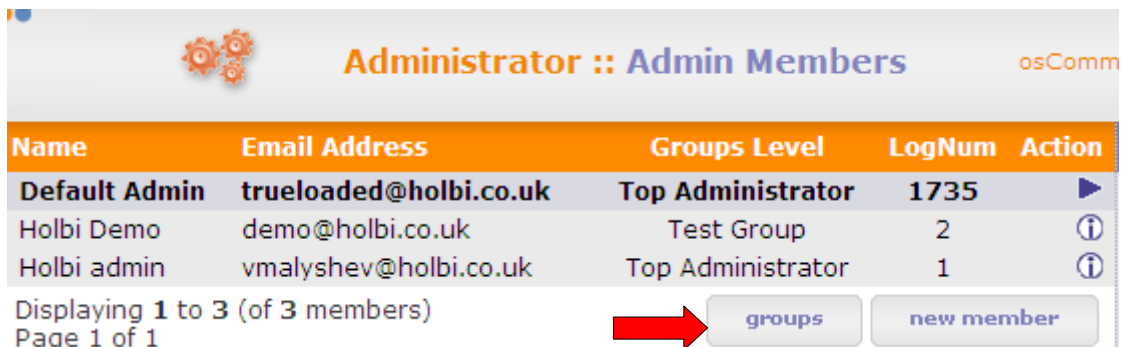 Administrator :: Admin Members osComm
Name Email Address Groups Level LogNum Action
Default Admin trueloaded@holbi.co.uk Top Administrator 1735
Holbi Demo demo@holbi.co.uk Test Group 2
Holbi admin vmalyshev@holbi.co.uk Top Administrator 1
Displaying 1 to 3 (of 3 members) groups new member
Page 1 of 1